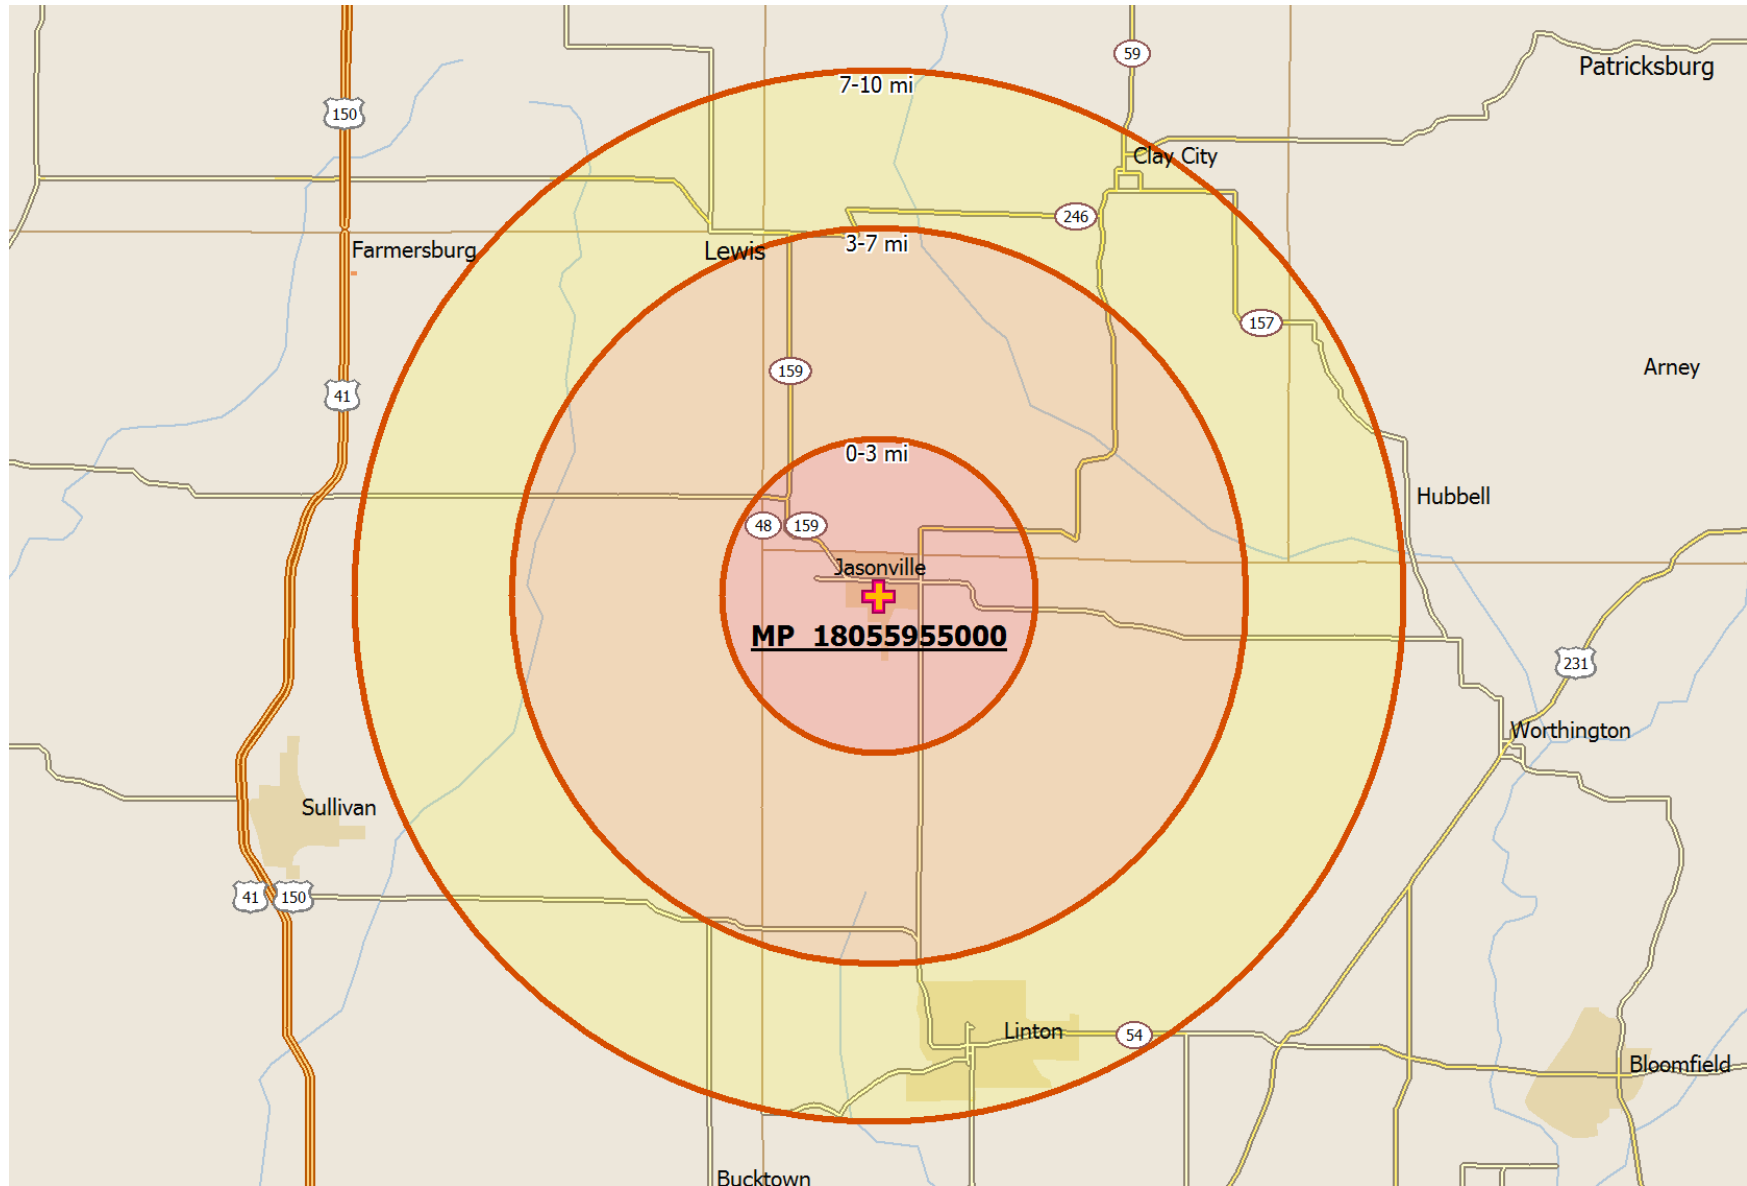 59
Patricksburg
7-10 mi
150
Clay City
246
Farmersburg
Lewis
3-7 mi
157
159
Arney
41
0-3 mi
Hubbell
48
159
Jasonville
MP 18055955000
231
Worthington
Sullivan
41
150
Linton
54
Bloomfield
Bucktown